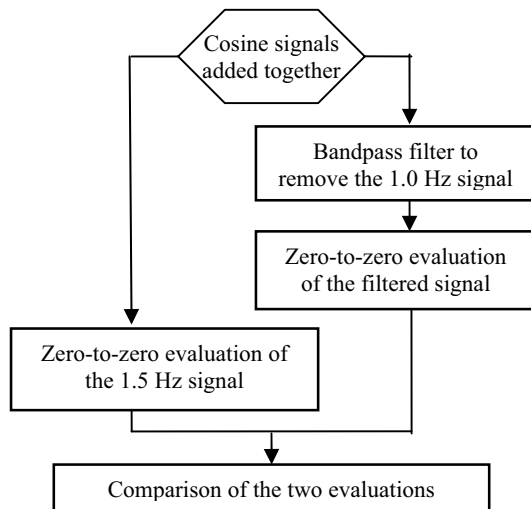 Cosine signals
added together
Bandpass filter to
remove the 1.0 Hz signal
Zero-to-zero evaluation
of the filtered signal
Zero-to-zero evaluation of
the 1.5 Hz signal
Comparison of the two evaluations